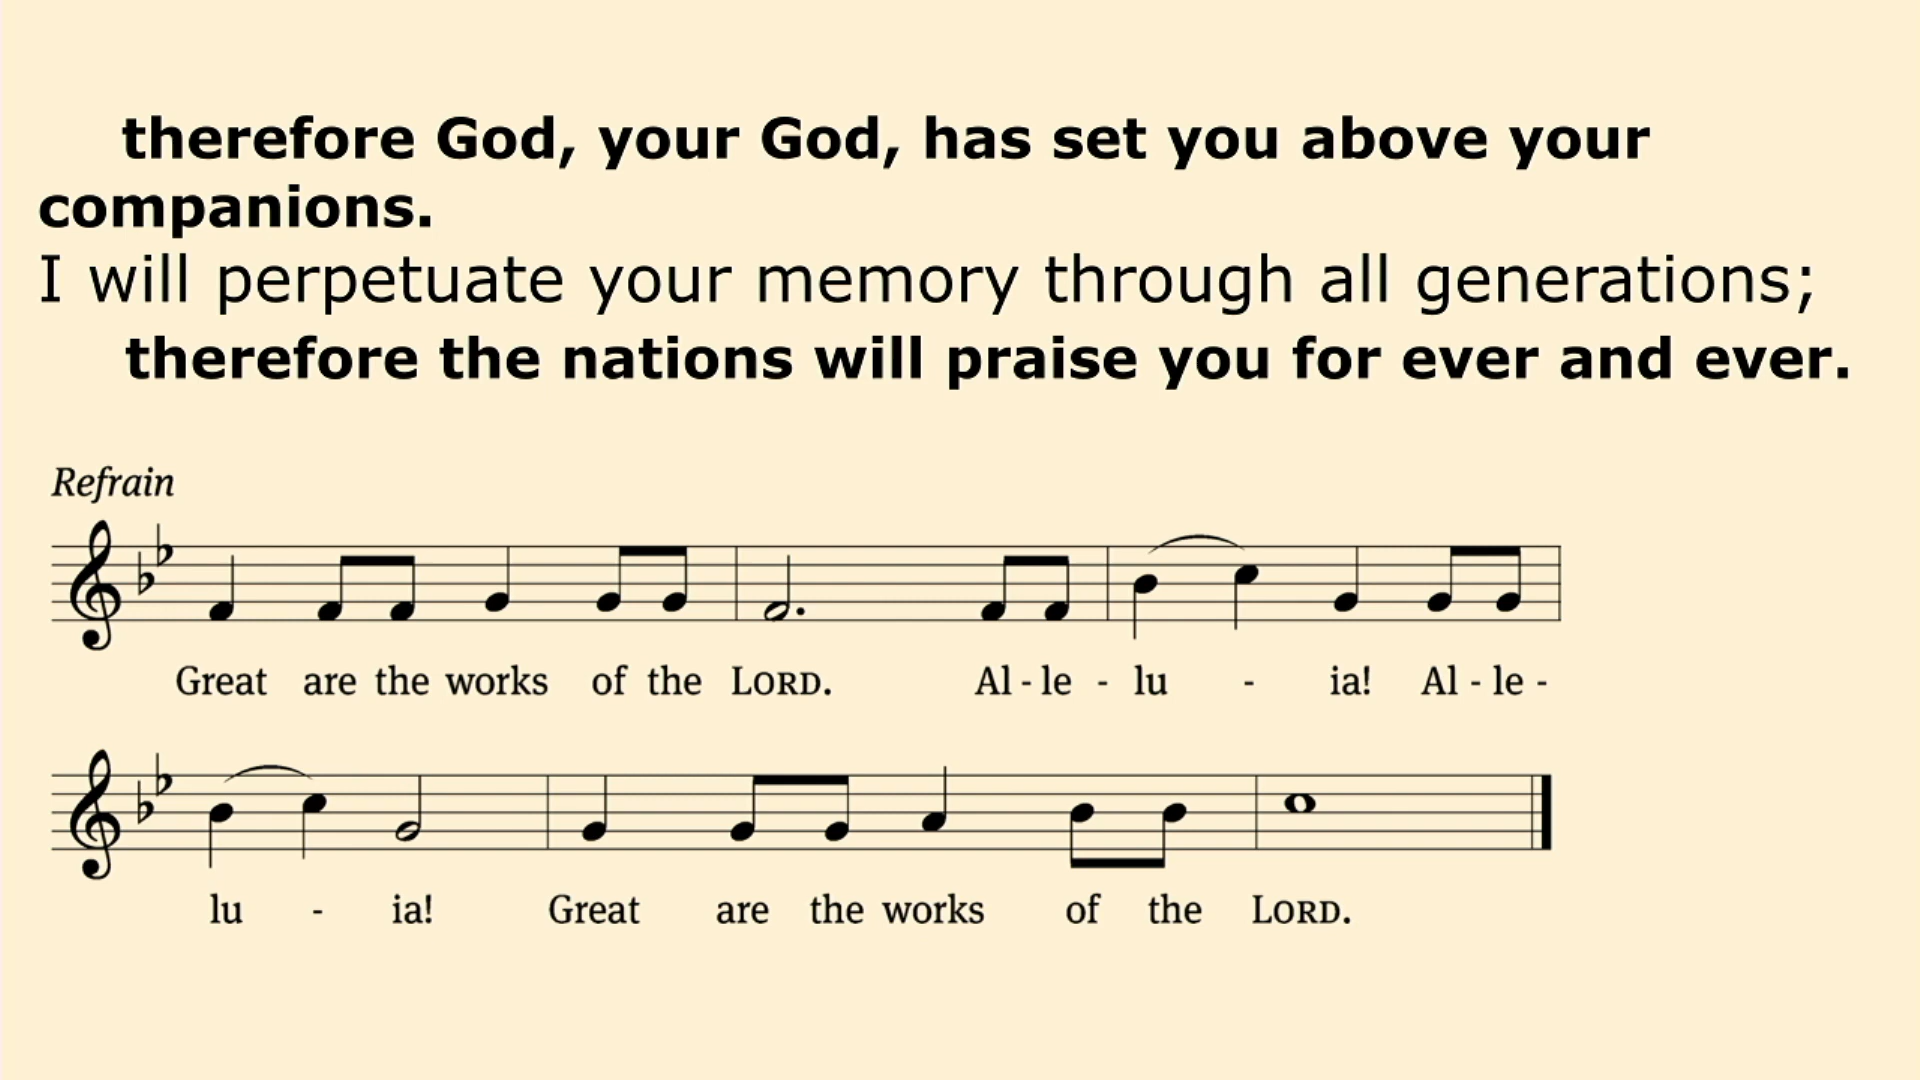 therefore God, your God, has set you above your
companions.
I will perpetuate your memory through all generations;
therefore the nations will praise you for ever and ever.
Refrain
Great are the works of the LORD. Al - le - lu - ia! Al - le -
lu - ia! Great are the works of the LORD.